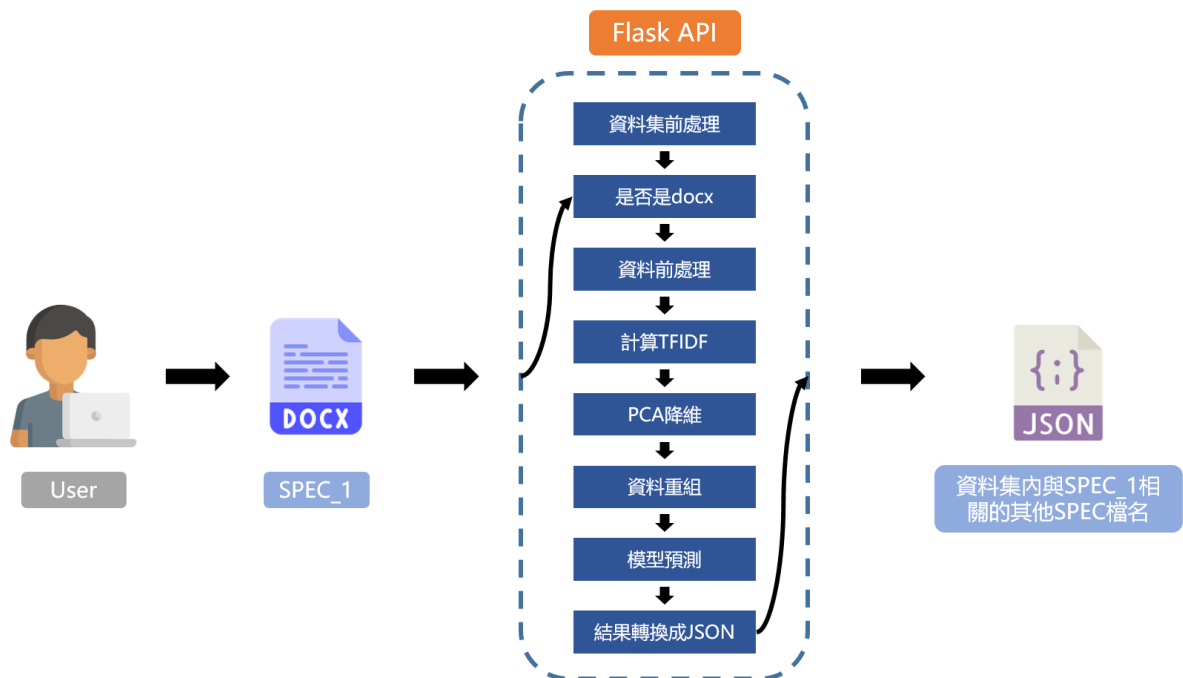 Flask API
資料集前處理
是否是docx
資料前處理
計算TFIDF
PCA降維
資料重組
模型預測
結果轉換成JSON
User
DOCX
SPEC_1
{;}
JSON
資料集內與SPEC_1相
關的其他SPEC檔名